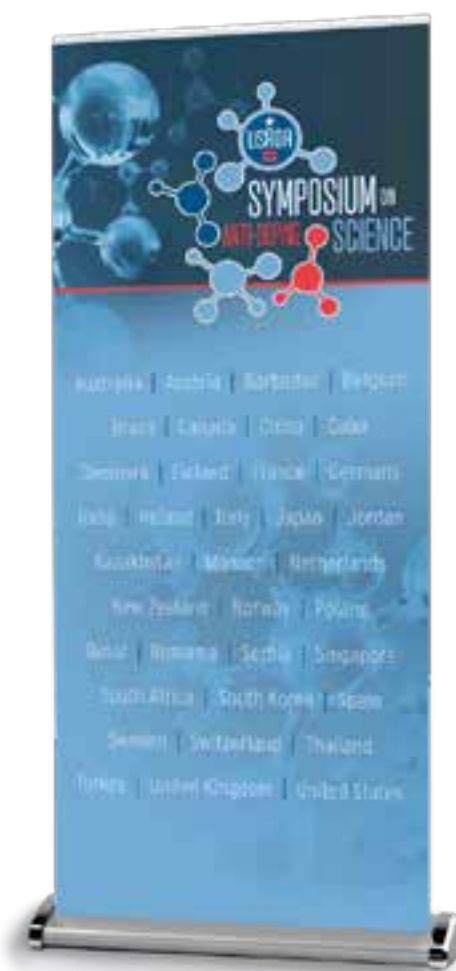 USADA
SYMPOSIUM ON
ANTI-DOPING SCIENCE
Australia | Austria | Barbados | Belgium
Brazil | Canada | China | Cuba
Denmark | Finland | France | Germany
India | Ireland | Italy | Japan | Jordan
Kazakhstan | Monaco | Netherlands
New Zealand | Norway | Poland
Qatar | Romania | Serbia | Singapore
South Africa | South Korea | Spain
Sweden | Switzerland | Thailand
Turkey | United Kingdom | United States